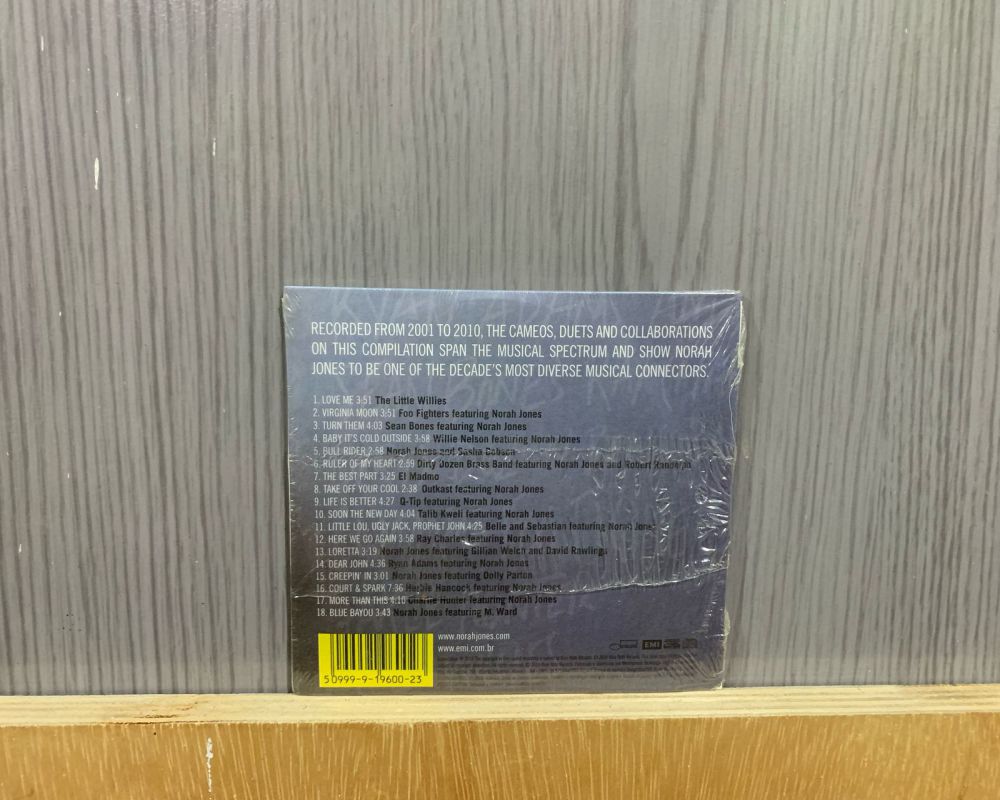 RECORDED FROM 2001 TO 2010, THE CAMEOS, DUETS AND COLLABORATIONS
ON THIS COMPILATION SPAN THE MUSICAL SPECTRUM AND SHOW NORAH
JONES TO BE ONE OF THE DECADE'S MOST DIVERSE MUSICAL CONNECTORS.
1. LOVE ME 3:51 The Little Willies
2. VIRGINIA MOON 3:51 Foo Fighters featuring Norah Jones
3. TURN THEM 4:03 Sean Bones featuring Norah Jones
4. BABY IT'S COLD OUTSIDE 3:58 Willie Nelson featuring Norah Jones
5. BULL RIDER 2:58 Norah Jones and Sasha Dobson
6. RULER OF MY HEART 2:59 Dirty Dozen Brass Band featuring Norah Jones and Robert Randolph
7. THE BEST PART 3:25 El Madmo
8. TAKE OFF YOUR COOL 2:38 Outkast featuring Norah Jones
9. LIFE IS BETTER 4:27 Q-Tip featuring Norah Jones
10. SOON THE NEW DAY 4:04 Talib Kweli featuring Norah Jones
11. LITTLE LOU, UGLY JACK, PROPHET JOHN 4:25 Belle and Sebastian featuring Norah Jones
12. HERE WE GO AGAIN 3:58 Ray Charles featuring Norah Jones
13. LORETTA 3:19 Norah Jones featuring Gillian Welch and David Rawlings
14. DEAR JOHN 4:36 Ryan Adams featuring Norah Jones
15. CREEPIN' IN 3:01 Norah Jones featuring Dolly Parton
16. COURT & SPARK 7:36 Herbie Hancock featuring Norah Jones
17. MORE THAN THIS 4:10 Charlie Hunter featuring Norah Jones
18. BLUE BAYOU 3:43 Norah Jones featuring M. Ward
www.norahjones.com
www.emi.com.br
EMI
5 0999-9-19600-23